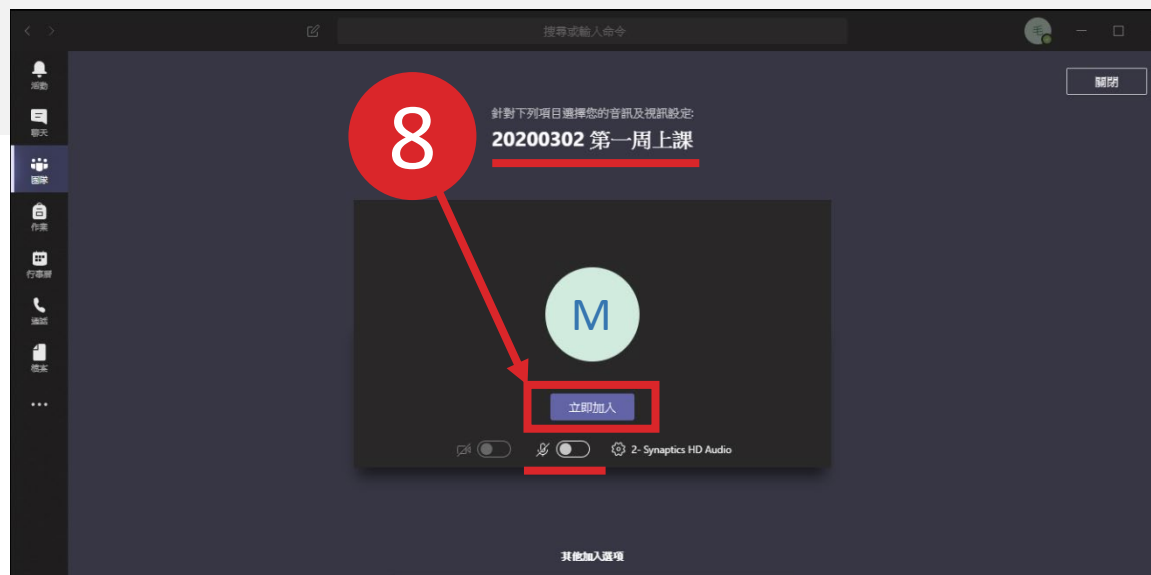 搜尋或輸入命令
毛
活動
關閉
聊天
針對下列項目選擇您的音訊及視訊設定:
8
20200302 第一周上課
團隊
作業
行事曆
M
通話
檔案
立即加入
2- Synaptics HD Audio
其他加入選項